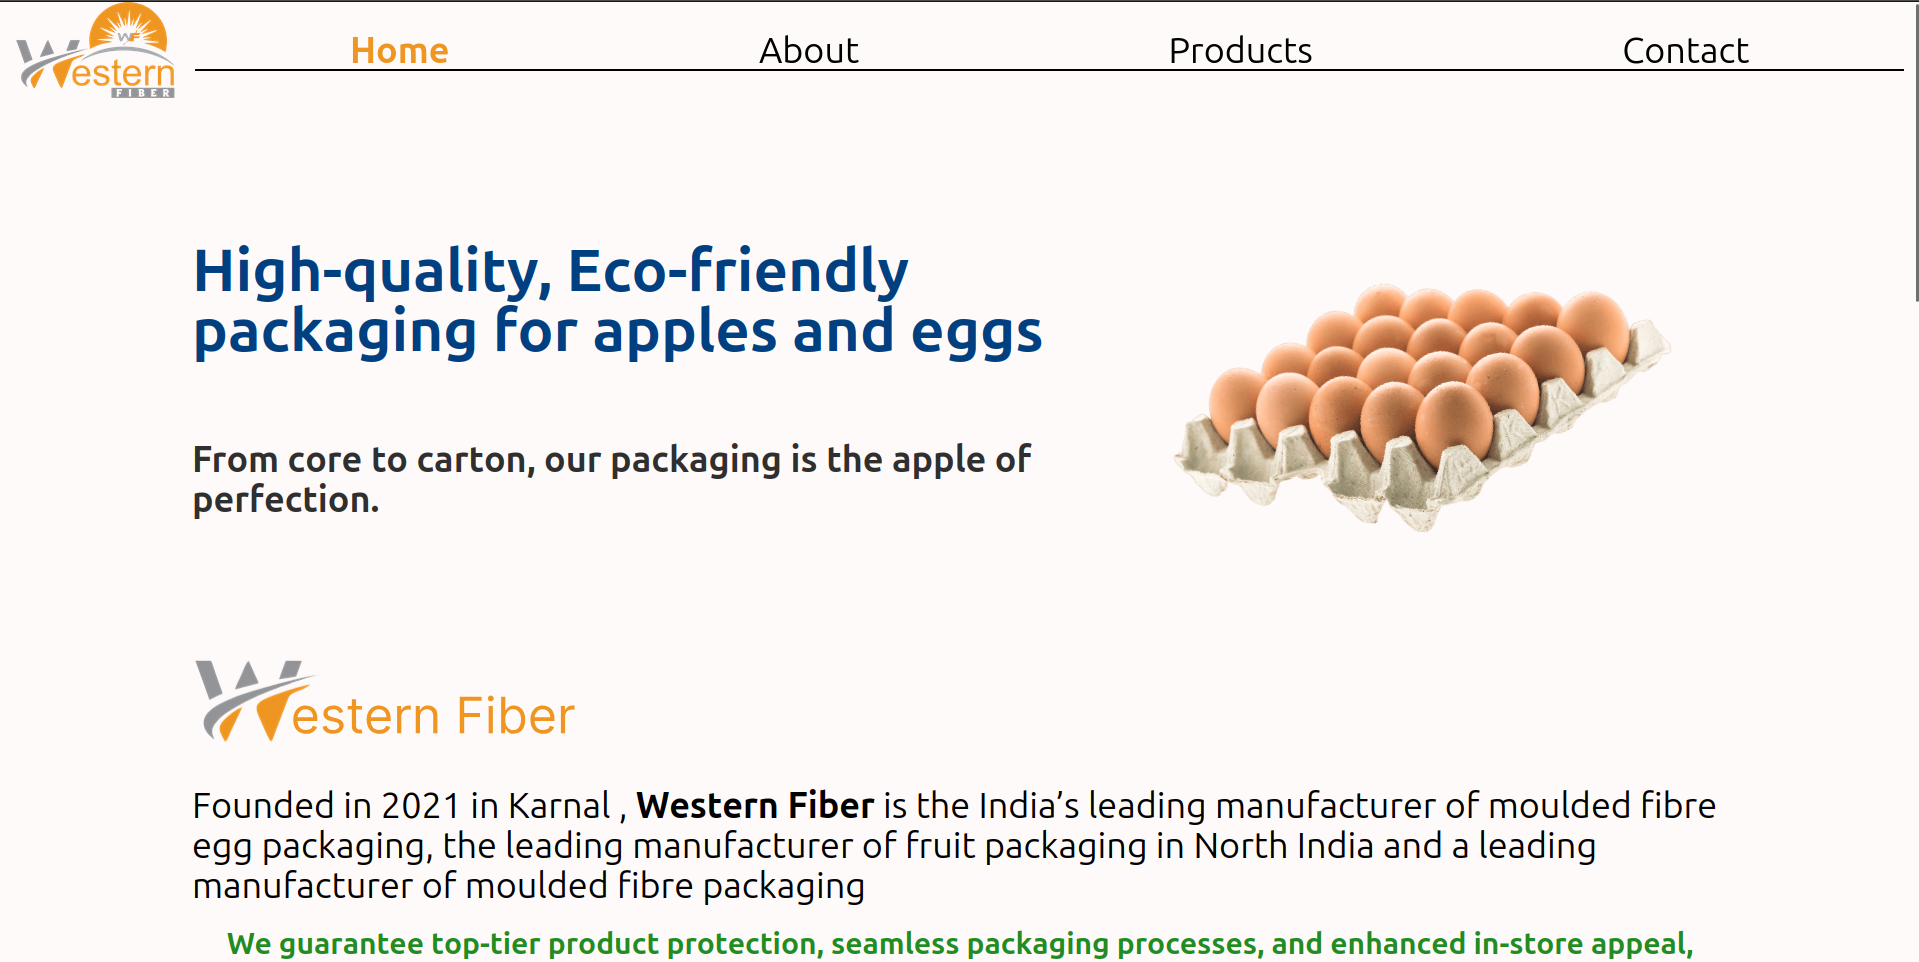 WF
Western
FIBER
Home
About
Products
Contact
High-quality, Eco-friendly
packaging for apples and eggs
From core to carton, our packaging is the apple of
perfection.
Western Fiber
Founded in 2021 in Karnal , Western Fiber is the India’s leading manufacturer of moulded fibre
egg packaging, the leading manufacturer of fruit packaging in North India and a leading
manufacturer of moulded fibre packaging
We guarantee top-tier product protection, seamless packaging processes, and enhanced in-store appeal,